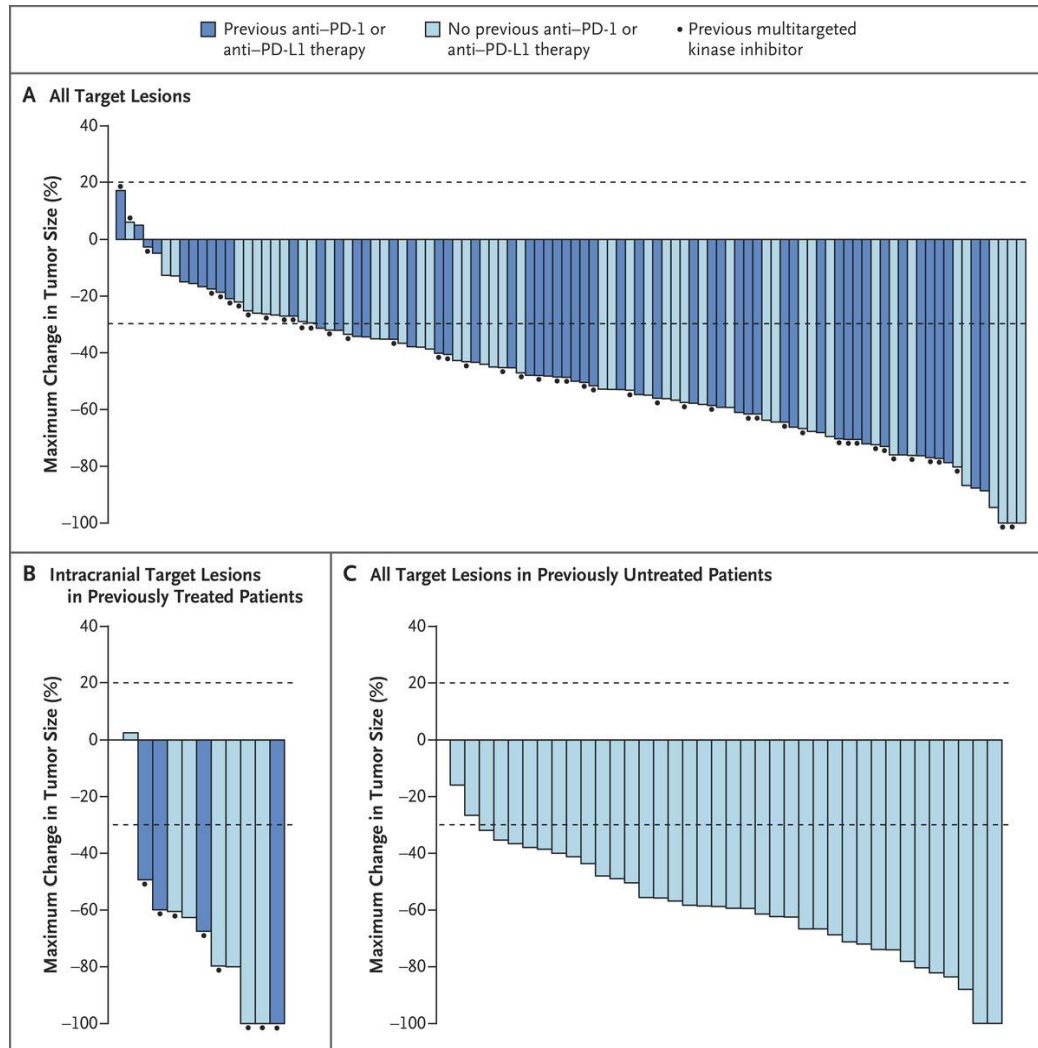 Previous anti–PD-1 or
anti–PD-L1 therapy
No previous anti–PD-1 or
anti–PD-L1 therapy
Previous multitargeted
kinase inhibitor
A All Target Lesions
Maximum Change in Tumor Size (%)
40
20
0
−20
−40
−60
−80
−100
B Intracranial Target Lesions
in Previously Treated Patients
Maximum Change in Tumor Size (%)
40
20
0
−20
−40
−60
−80
−100
C All Target Lesions in Previously Untreated Patients
Maximum Change in Tumor Size (%)
40
20
0
−20
−40
−60
−80
−100